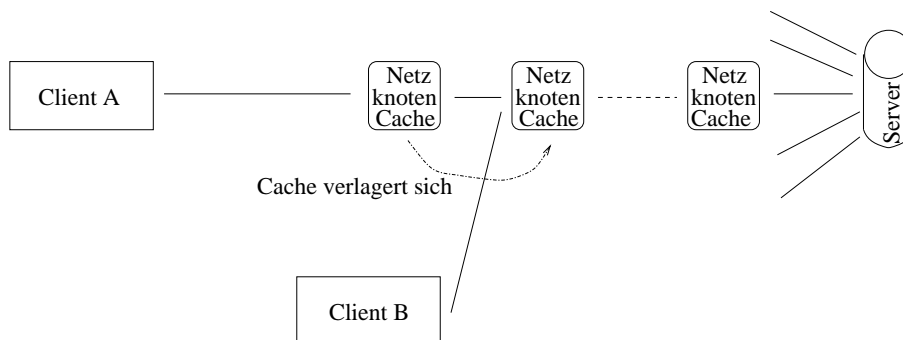 Client A
Netz
knoten
Cache
Netz
knoten
Cache
Netz
knoten
Cache
Server
Cache verlagert sich
Client B